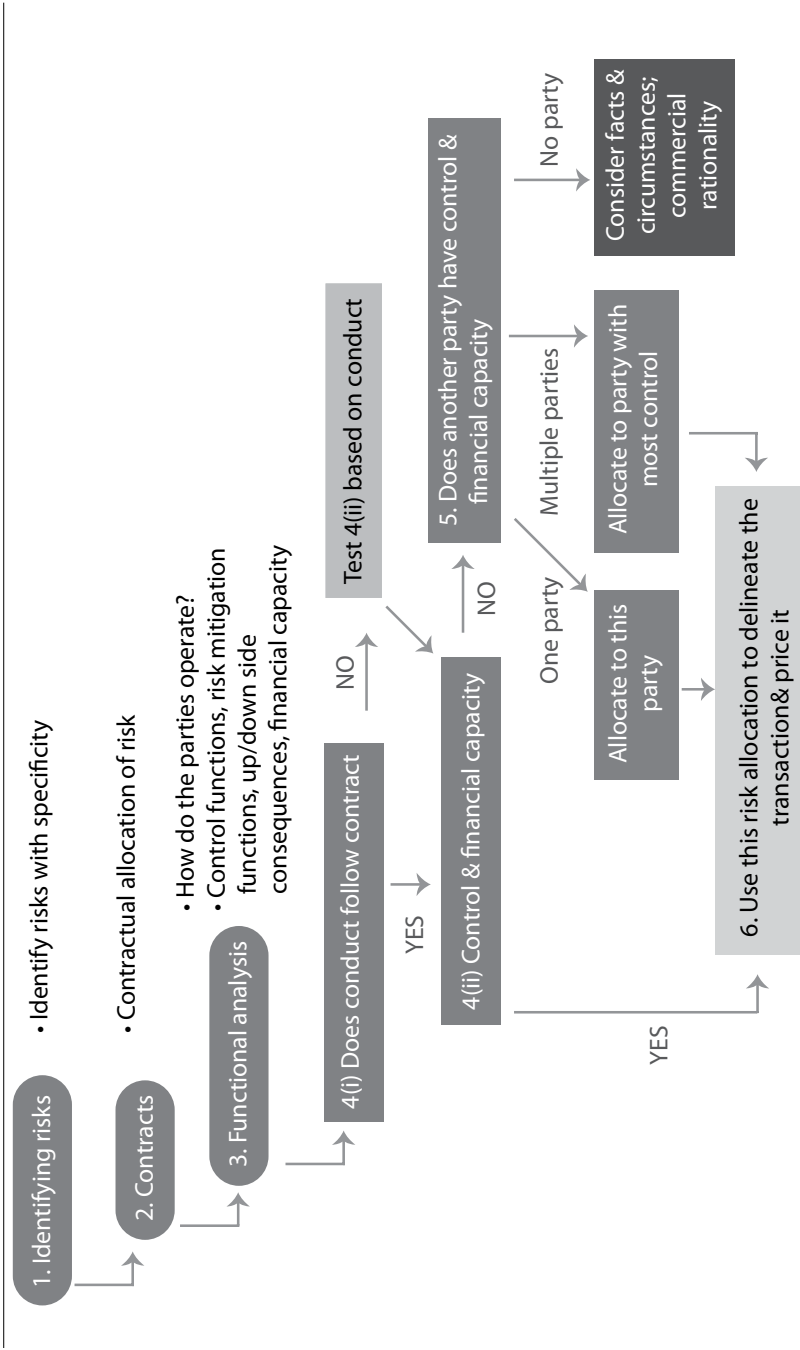 1. Identifying risks
• Identify risks with specificity
2. Contracts
• Contractual allocation of risk
3. Functional analysis
• How do the parties operate?
• Control functions, risk mitigation
functions, up/down side
consequences, financial capacity
4(i) Does conduct follow contract
NO
Test 4(ii) based on conduct
YES
4(ii) Control & financial capacity
NO
5. Does another party have control &
financial capacity
One party
Multiple parties
No party
Allocate to this
party
Allocate to party with
most control
Consider facts &
circumstances;
commercial
rationality
YES
6. Use this risk allocation to delineate the
transaction& price it